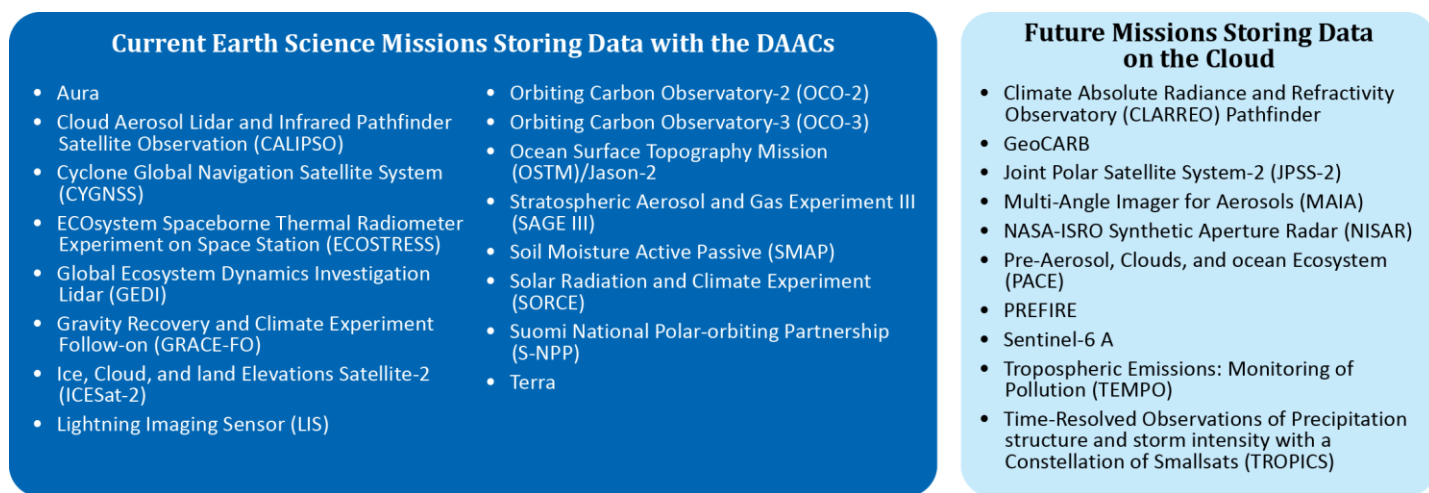 Current Earth Science Missions Storing Data with the DAACs
• Aura
• Cloud Aerosol Lidar and Infrared Pathfinder
Satellite Observation (CALIPSO)
• Cyclone Global Navigation Satellite System
(CYGNSS)
• ECOsystem Spaceborne Thermal Radiometer
Experiment on Space Station (ECOSTRESS)
• Global Ecosystem Dynamics Investigation
Lidar (GEDI)
• Gravity Recovery and Climate Experiment
Follow-on (GRACE-FO)
• Ice, Cloud, and land Elevations Satellite-2
(ICESat-2)
• Lightning Imaging Sensor (LIS)
• Orbiting Carbon Observatory-2 (OCO-2)
• Orbiting Carbon Observatory-3 (OCO-3)
• Ocean Surface Topography Mission
(OSTM)/Jason-2
• Stratospheric Aerosol and Gas Experiment III
(SAGE III)
• Soil Moisture Active Passive (SMAP)
• Solar Radiation and Climate Experiment
(SORCE)
• Suomi National Polar-orbiting Partnership
(S-NPP)
• Terra
Future Missions Storing Data
on the Cloud
• Climate Absolute Radiance and Refractivity
Observatory (CLARREO) Pathfinder
• GeoCARB
• Joint Polar Satellite System-2 (JPSS-2)
• Multi-Angle Imager for Aerosols (MAIA)
• NASA-ISRO Synthetic Aperture Radar (NISAR)
• Pre-Aerosol, Clouds, and ocean Ecosystem
(PACE)
• PREFIRE
• Sentinel-6 A
• Tropospheric Emissions: Monitoring of
Pollution (TEMPO)
• Time-Resolved Observations of Precipitation
structure and storm intensity with a
Constellation of Smallsats (TROPICS)